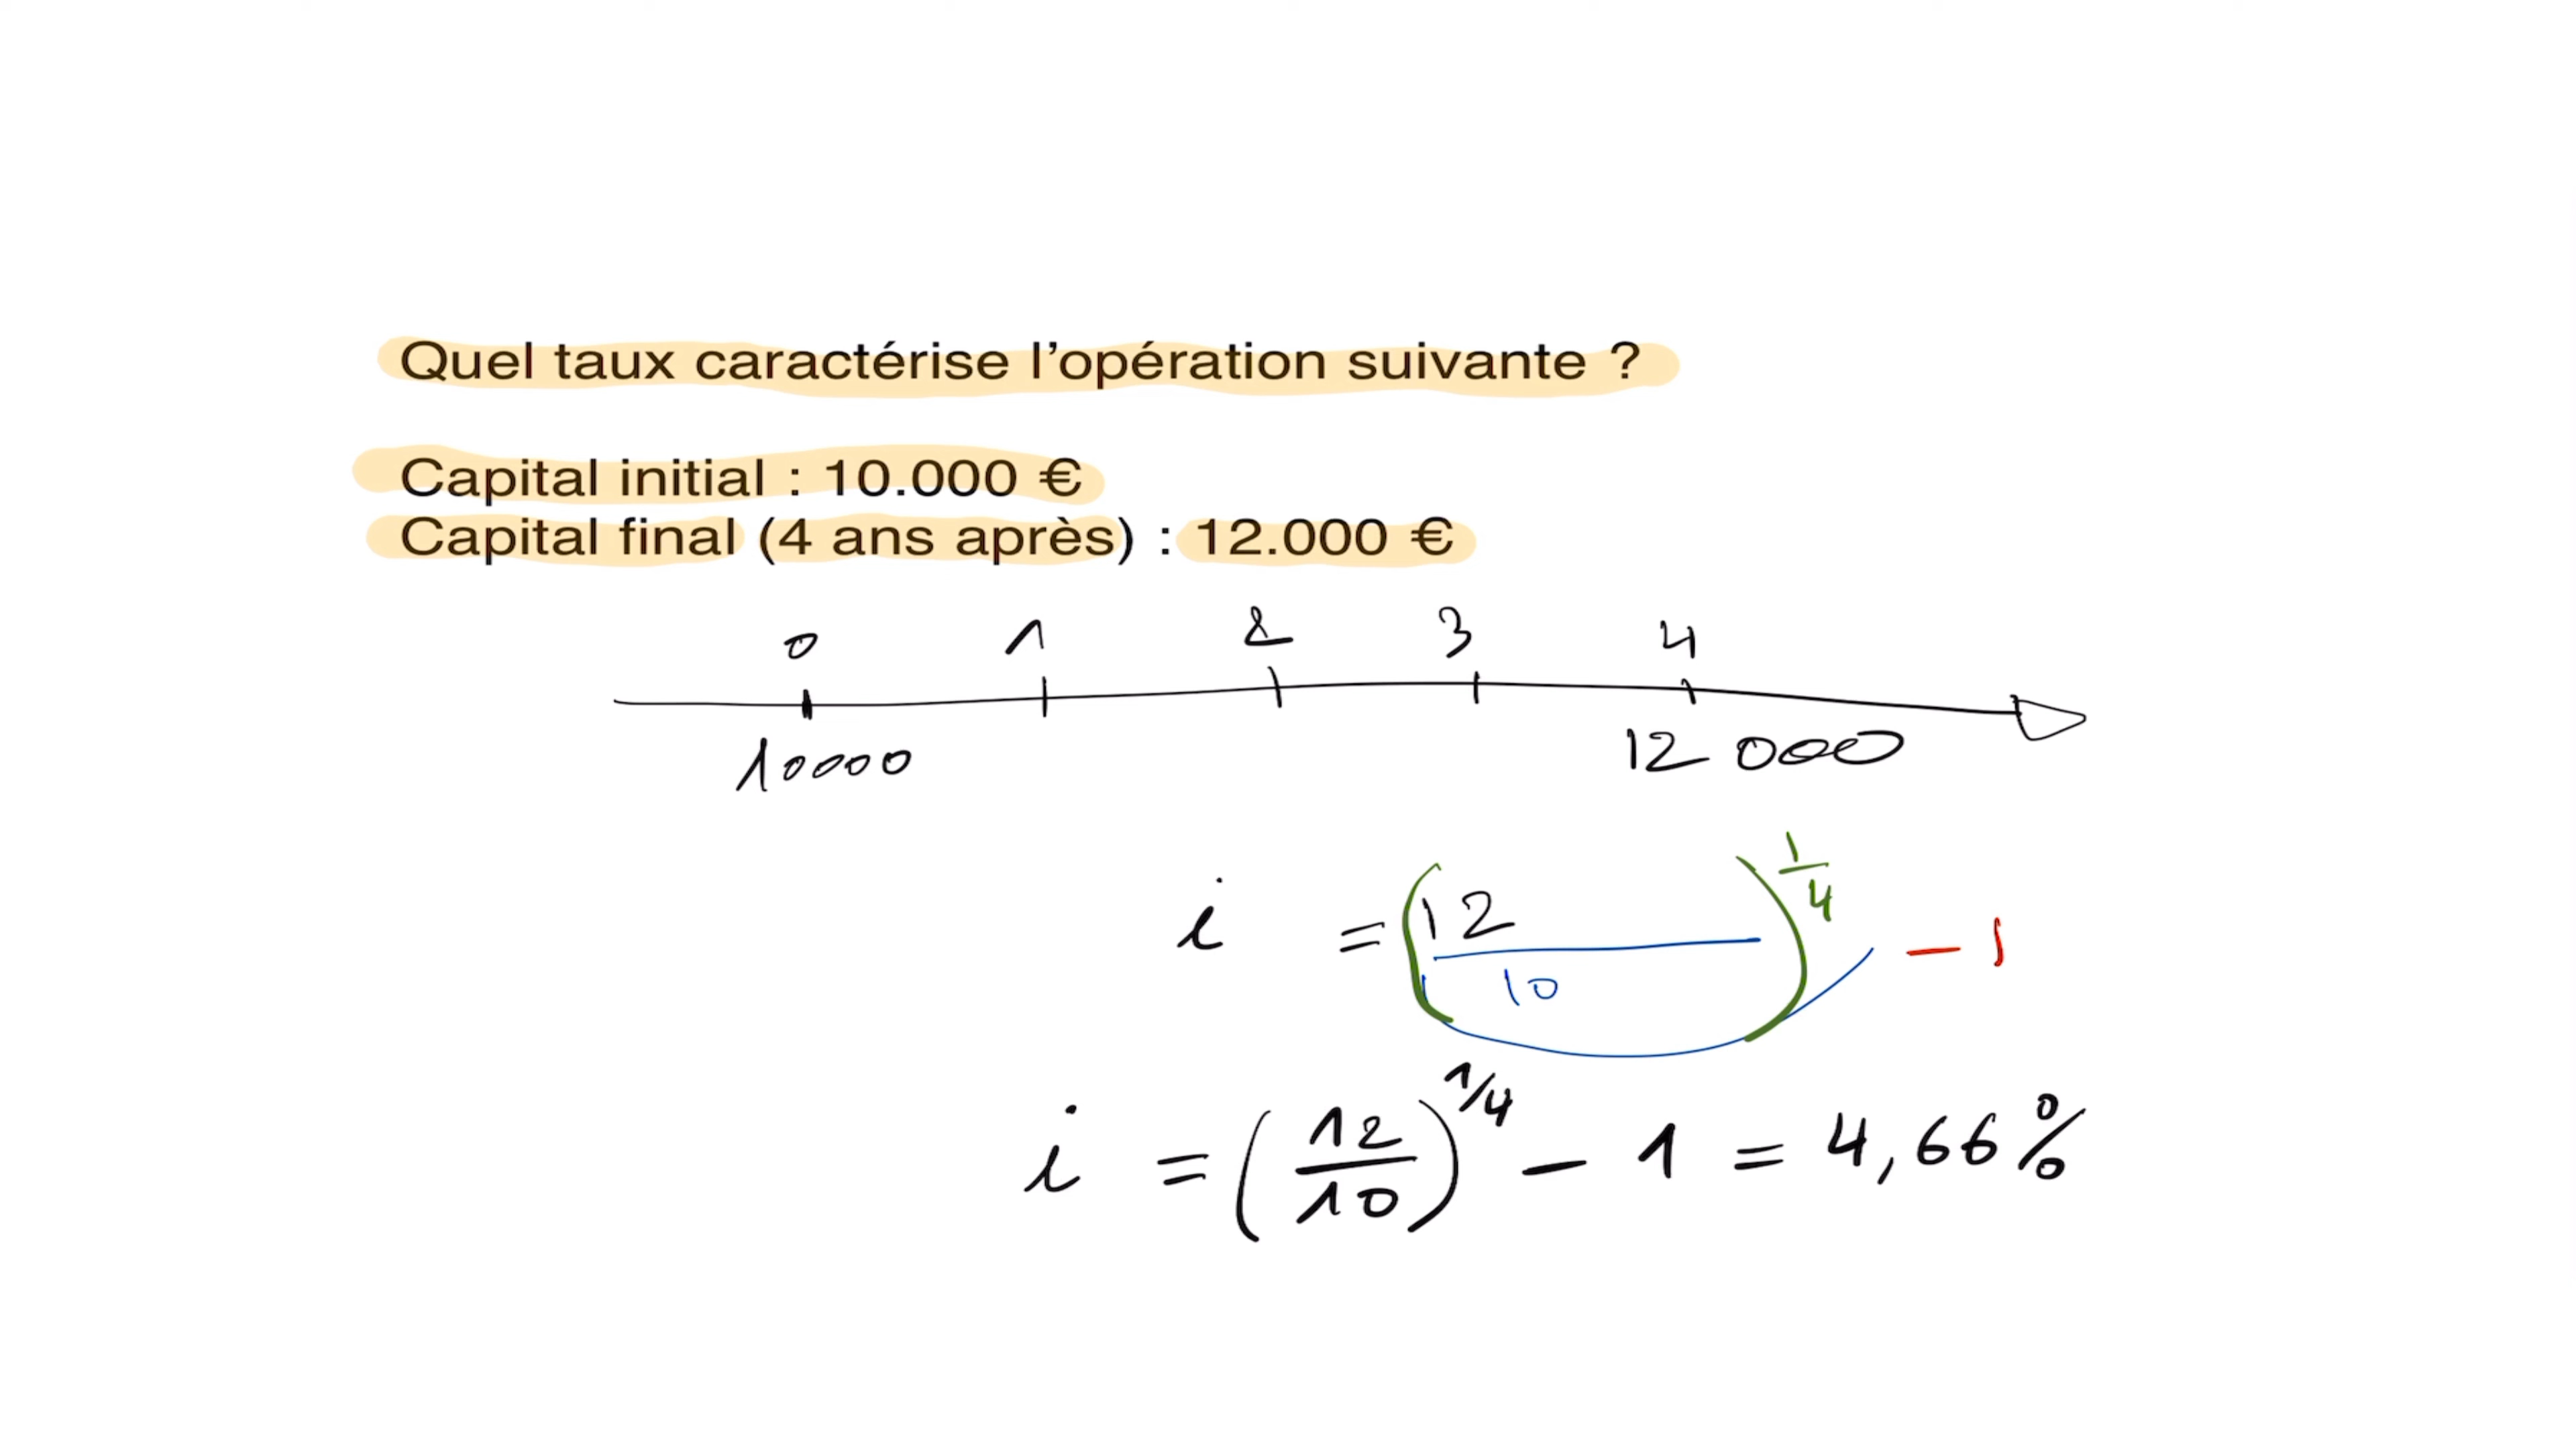 Quel taux caractérise l’opération suivante ?
Capital initial : 10.000 €
Capital final (4 ans après) : 12.000 €
0 1 2 3 4
10000 12 000
i = (12/10)^1/4 - 1
i = (12/10)^1/4 - 1 = 4,66%